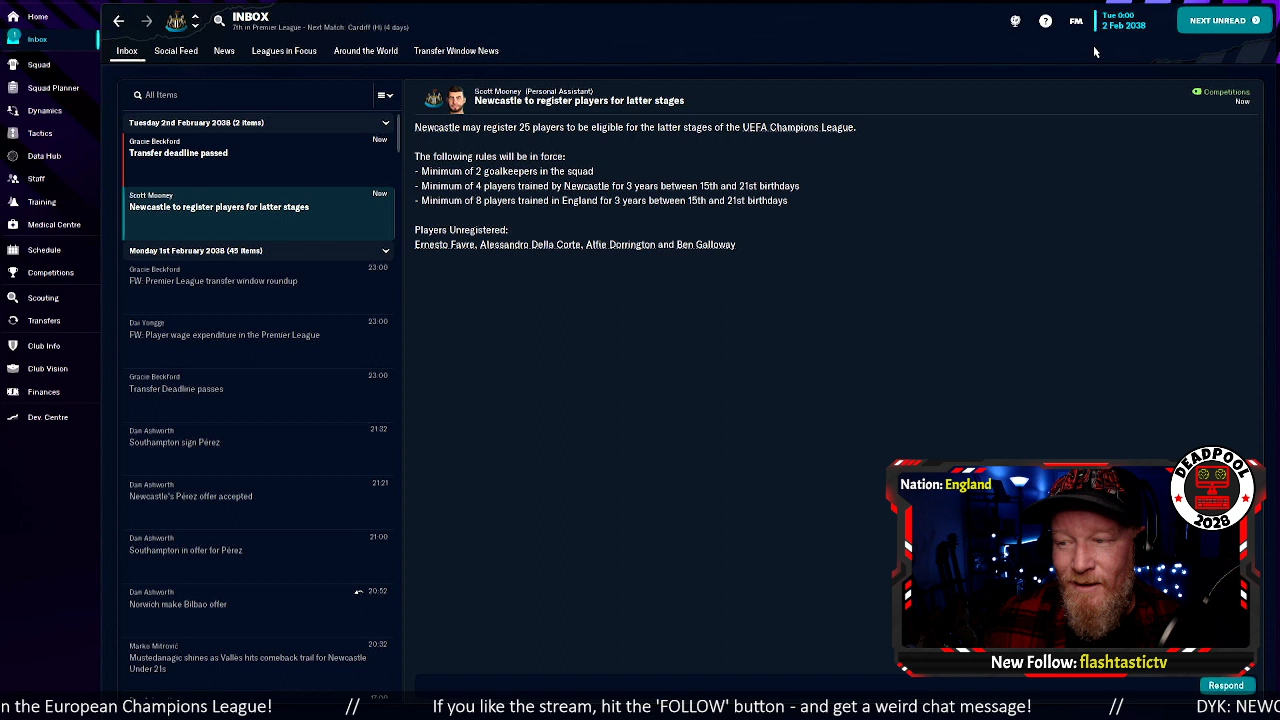 Home
Inbox
Squad
Squad Planner
Dynamics
Tactics
Data Hub
Staff
Training
Medical Centre
Schedule
Competitions
Scouting
Transfers
Club Info
Club Vision
Finances
Dev. Centre
INBOX
7th in Premier League - Next Match: Cardiff (H) (4 days)
FM
Tue 0:00
2 Feb 2038
NEXT UNREAD
Inbox
Social Feed
News
Leagues in Focus
Around the World
Transfer Window News
All Items
Tuesday 2nd February 2038 (2 items)
Gracie Beckford
Now
Transfer deadline passed
Scott Mooney
Now
Newcastle to register players for latter stages
Monday 1st February 2038 (45 items)
Gracie Beckford
23:00
FW: Premier League transfer window roundup
Dai Yongge
23:00
FW: Player wage expenditure in the Premier League
Gracie Beckford
23:00
Transfer Deadline passes
Dan Ashworth
21:32
Southampton sign Pérez
Dan Ashworth
21:21
Newcastle's Pérez offer accepted
Dan Ashworth
21:00
Southampton in offer for Pérez
Dan Ashworth
20:52
Norwich make Bilbao offer
Marko Mitrović
20:32
Mustedanagic shines as Vallès hits comeback trail for Newcastle
Under 21s
Scott Mooney (Personal Assistant)
Newcastle to register players for latter stages
Competitions
Now
Newcastle may register 25 players to be eligible for the latter stages of the UEFA Champions League.
The following rules will be in force:
- Minimum of 2 goalkeepers in the squad
- Minimum of 4 players trained by Newcastle for 3 years between 15th and 21st birthdays
- Minimum of 8 players trained in England for 3 years between 15th and 21st birthdays
Players Unregistered:
Ernesto Favre, Alessandro Della Corte, Alfie Dorrington and Ben Galloway
Nation: England
DEADPOOL
2028
New Follow: flashtastictv
Respond
n the European Champions League! // If you like the stream, hit the 'FOLLOW' button - and get a weird chat message! // DYK: NEWC